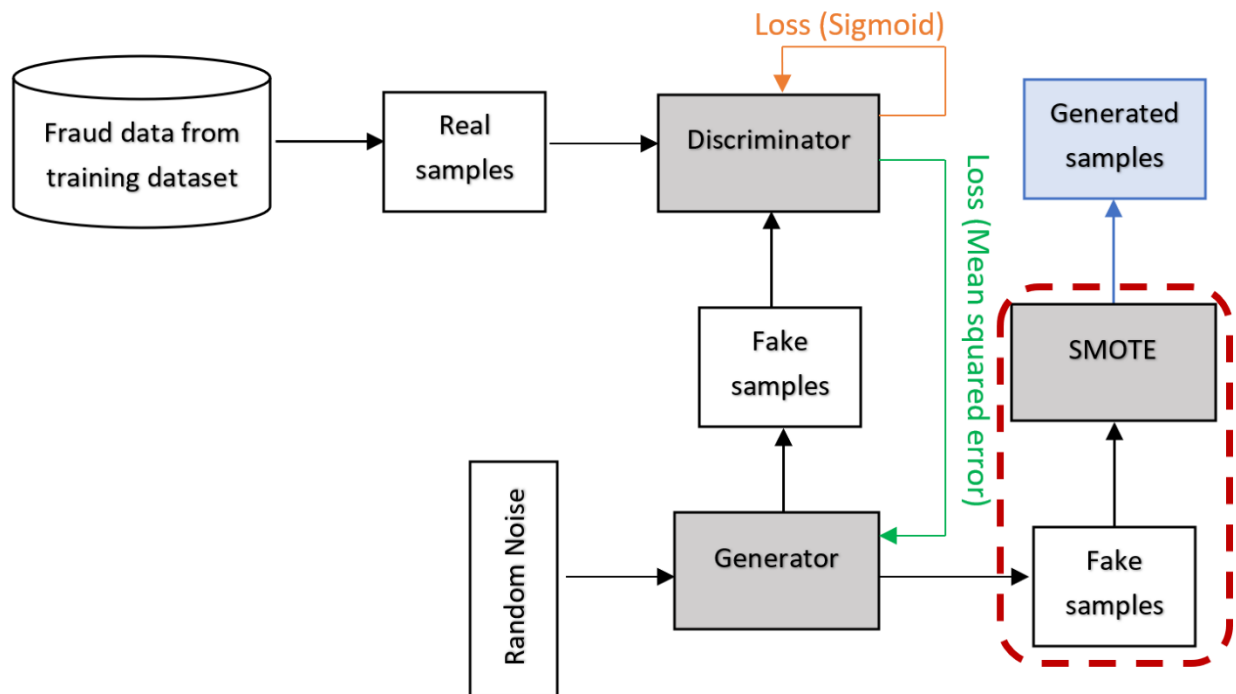 Loss (Sigmoid)
Fraud data from
training dataset
Real
samples
Discriminator
Generated
samples
Loss (Mean squared error)
Fake
samples
SMOTE
Random Noise
Generator
Fake
samples